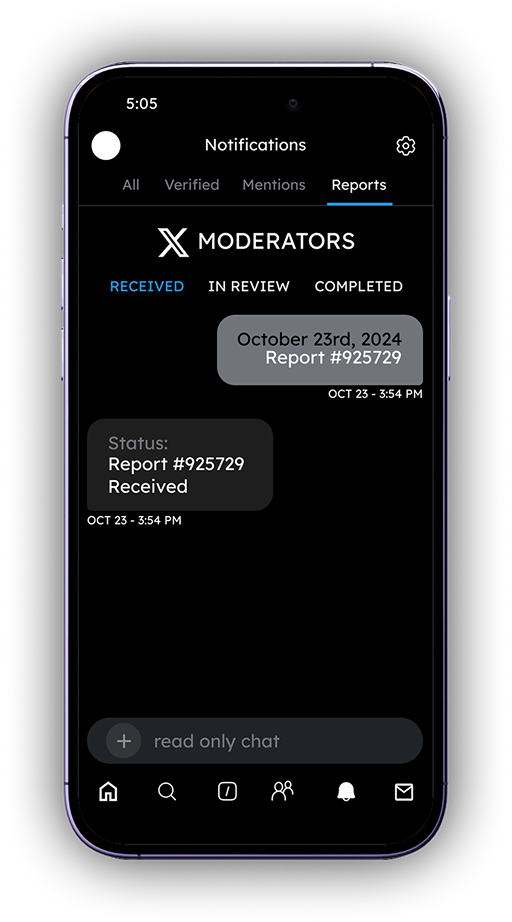 5:05
Notifications
All Verified Mentions Reports
X MODERATORS
RECEIVED IN REVIEW COMPLETED
October 23rd, 2024
Report #925729
OCT 23 - 3:54 PM
Status:
Report #925729
Received
OCT 23 - 3:54 PM
+ read only chat